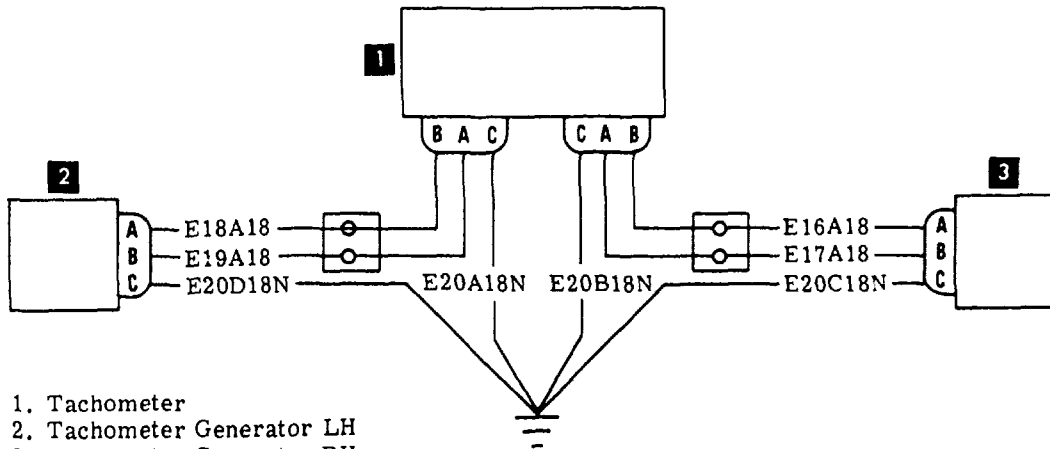 1
B A C
C A B
2
3
A E18A18
B E19A18
C E20D18N
E20A18N E20B18N
E16A18 A
E17A18 B
E20C18N C
1. Tachometer
2. Tachometer Generator LH